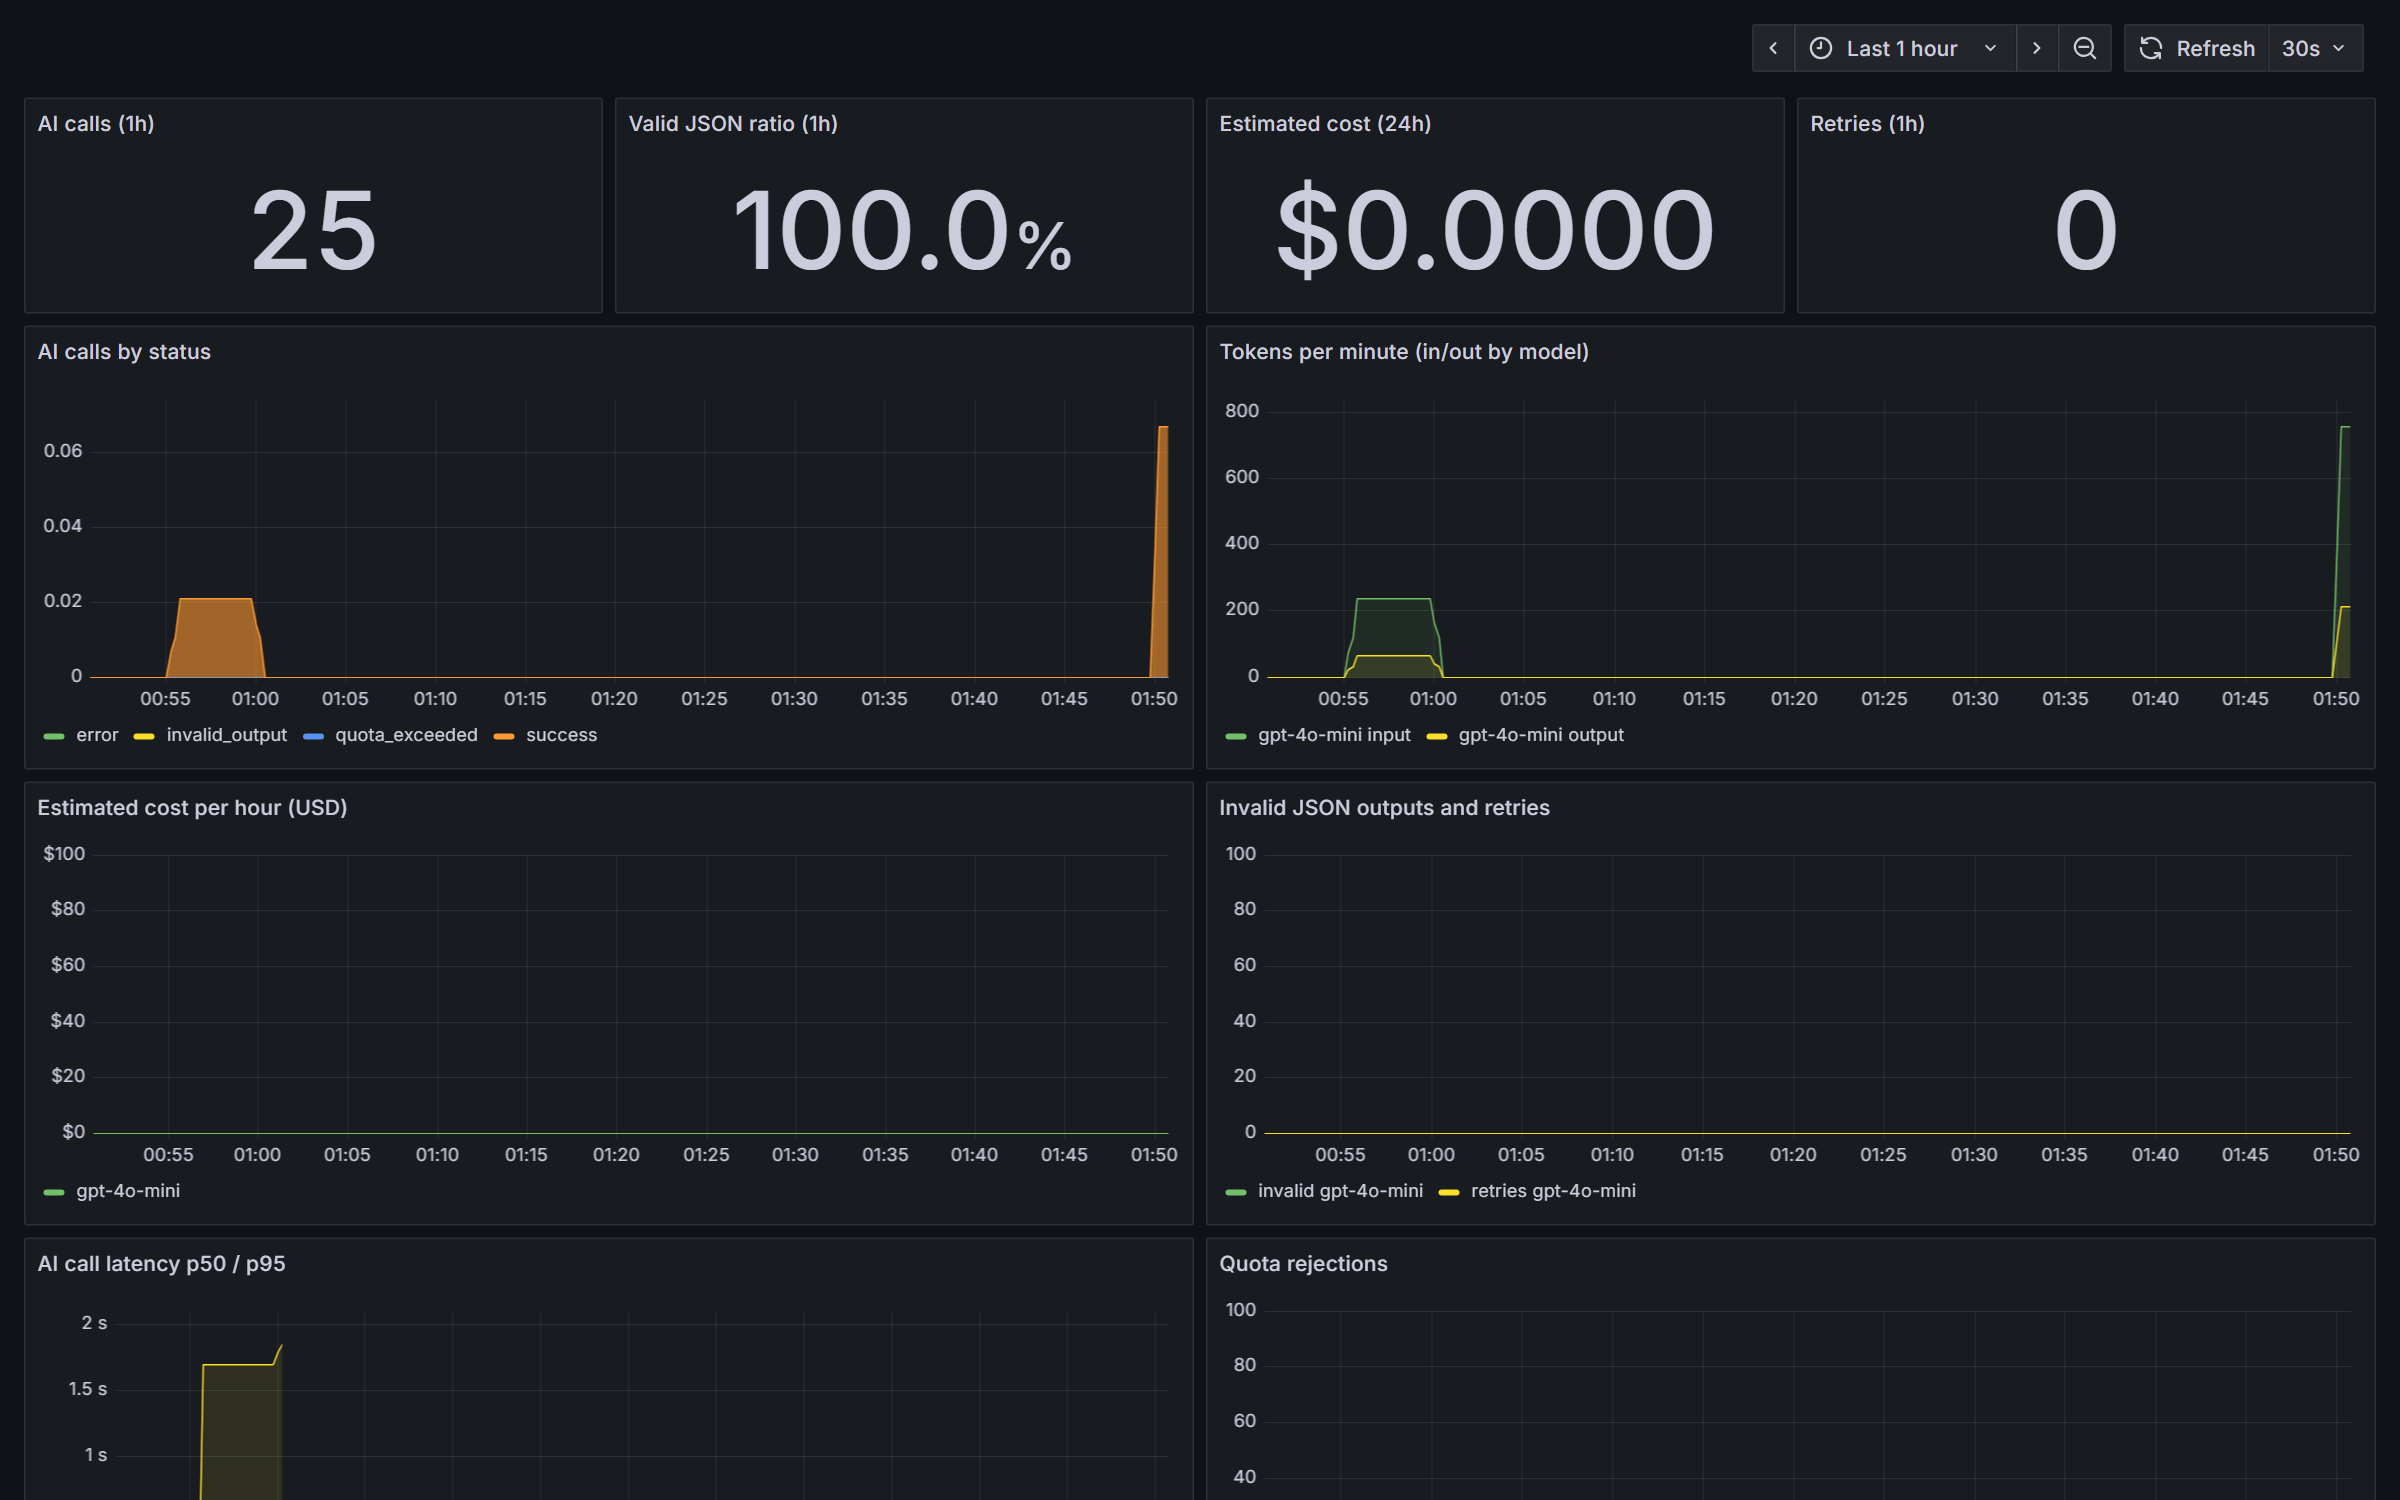 Last 1 hour
Refresh
30s
AI calls (1h)
25
Valid JSON ratio (1h)
100.0%
Estimated cost (24h)
$0.0000
Retries (1h)
0
AI calls by status
0.06
0.04
0.02
0
00:55 01:00 01:05 01:10 01:15 01:20 01:25 01:30 01:35 01:40 01:45 01:50
error invalid_output quota_exceeded success
Tokens per minute (in/out by model)
800
600
400
200
0
00:55 01:00 01:05 01:10 01:15 01:20 01:25 01:30 01:35 01:40 01:45 01:50
gpt-4o-mini input gpt-4o-mini output
Estimated cost per hour (USD)
$100
$80
$60
$40
$20
$0
00:55 01:00 01:05 01:10 01:15 01:20 01:25 01:30 01:35 01:40 01:45 01:50
gpt-4o-mini
Invalid JSON outputs and retries
100
80
60
40
20
0
00:55 01:00 01:05 01:10 01:15 01:20 01:25 01:30 01:35 01:40 01:45 01:50
invalid gpt-4o-mini retries gpt-4o-mini
AI call latency p50 / p95
2 s
1.5 s
1 s
Quota rejections
100
80
60
40